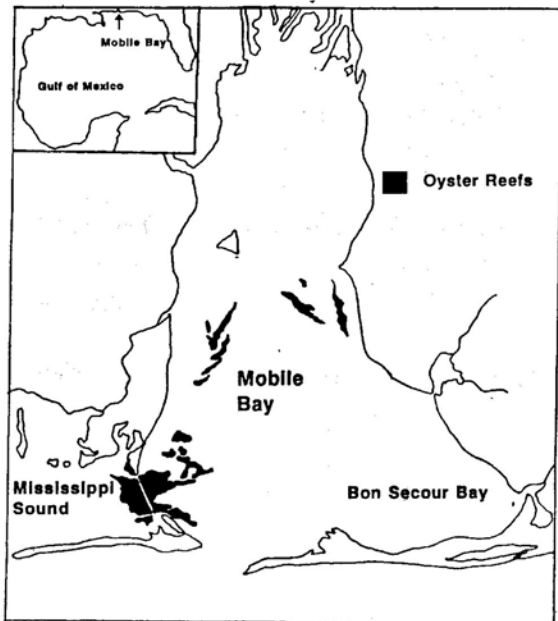 Mobile Bay
Gulf of Mexico
Oyster Reefs
Mobile
Bay
Mississippi
Sound
Bon Secour Bay